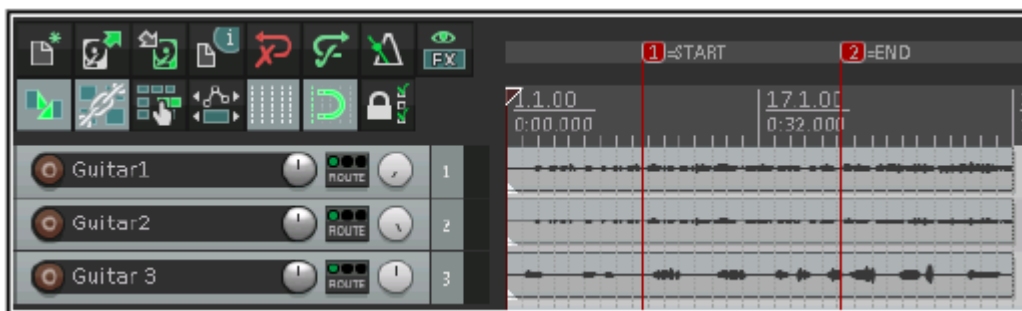 i
FX
1 =START
2 =END
1.1.00
17.1.00
0:00.000
0:32.000
Guitar1
ROUTE
1
Guitar2
ROUTE
2
Guitar 3
ROUTE
3